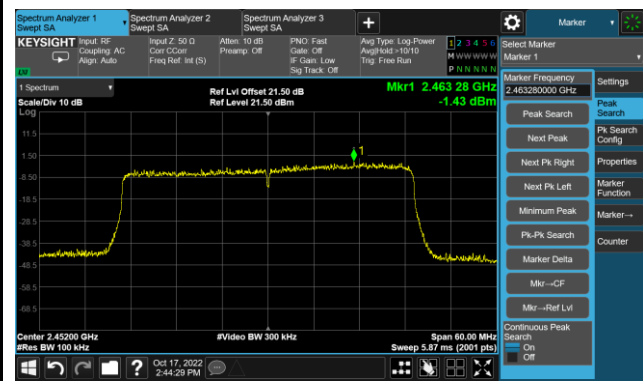 Spectrum Analyzer 1
Swept SA
Spectrum Analyzer 2
Swept SA
Spectrum Analyzer 3
Swept SA
+
Marker
KEYSIGHT
Input: RF
Coupling: AC
Align: Auto
Input Z: 50 Ω
Corr CCorr
Freq Ref: Int (S)
Atten: 10 dB
Preamp: Off
PNO: Fast
Gate: Off
IF Gain: Low
Sig Track: Off
Avg Type: Log-Power
Avg|Hold:>10/10
Trig: Free Run
1 2 3 4 5 6
M W W W W W
P N N N N N
LXI
Select Marker
Marker 1
1 Spectrum
Scale/Div 10 dB
Log
Ref Lvl Offset 21.50 dB
Ref Level 21.50 dBm
Mkr1 2.463 28 GHz
-1.43 dBm
1
11.5
1.50
-8.50
-18.5
-28.5
-38.5
-48.5
-58.5
-68.5
Center 2.45200 GHz
#Res BW 100 kHz
#Video BW 300 kHz
Span 60.00 MHz
Sweep 5.87 ms (2001 pts)
Marker Frequency
2.463280000 GHz
Peak Search
Next Peak
Next Pk Right
Next Pk Left
Minimum Peak
Pk-Pk Search
Marker Delta
Mkr→CF
Mkr→Ref Lvl
Continuous Peak
Search
On
Off
Settings
Peak
Search
Pk Search
Config
Properties
Marker
Function
Marker→
Counter
?
Oct 17, 2022
2:44:29 PM